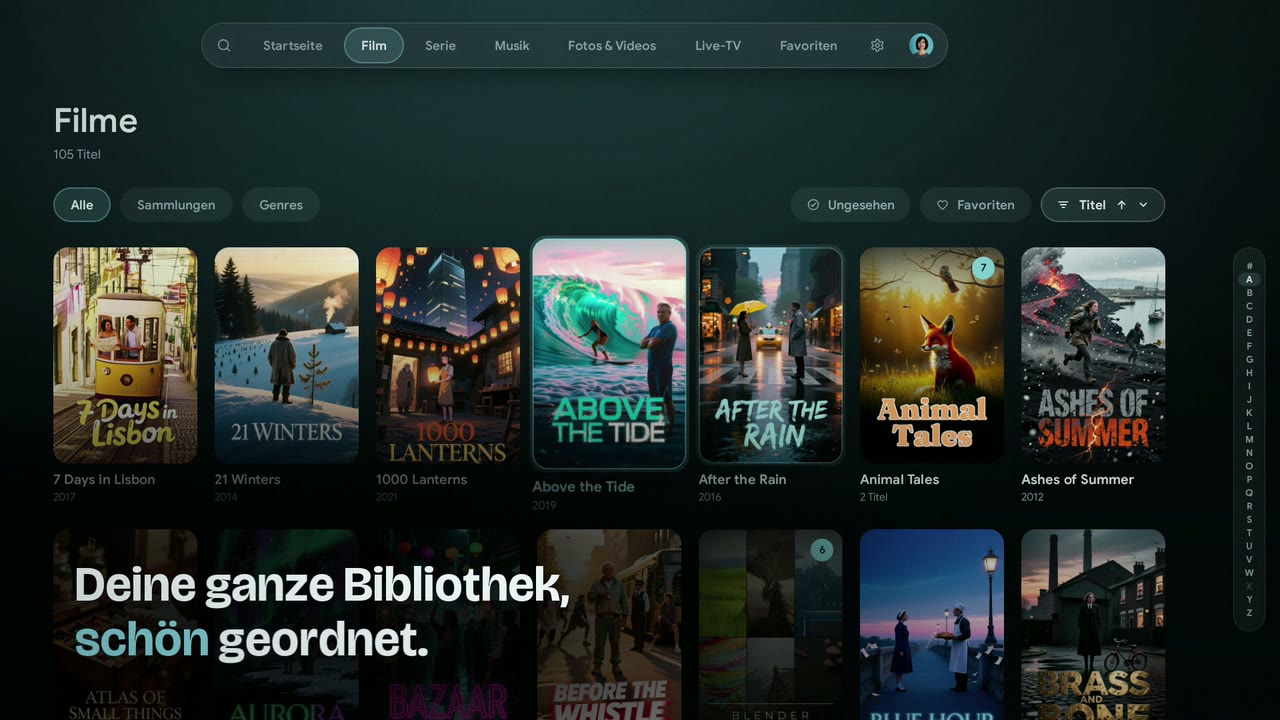 Startseite
Film
Serie
Musik
Fotos & Videos
Live-TV
Favoriten
Filme
105 Titel
Alle
Sammlungen
Genres
Ungesehen
Favoriten
Titel
7 Days in
Lisbon
21 WINTERS
1000
LANTERNS
ABOVE
THE TIDE
AFTER THE
RAIN
7
Animal
Tales
ASHES OF
SUMMER
7 Days in Lisbon
2017
21 Winters
2014
1000 Lanterns
2021
Above the Tide
2019
After the Rain
2016
Animal Tales
2 Titel
Ashes of Summer
2012
#
A
B
C
D
E
F
G
H
I
J
K
L
M
N
O
P
Q
R
S
T
U
V
W
X
Y
Z
Deine ganze Bibliothek,
schön geordnet.
ATLAS OF
SMALL THINGS
AURORA
BAZAAR
BEFORE THE
WHISTLE
6
BLENDER
BLUE HOUR
BRASS
AND
BONE